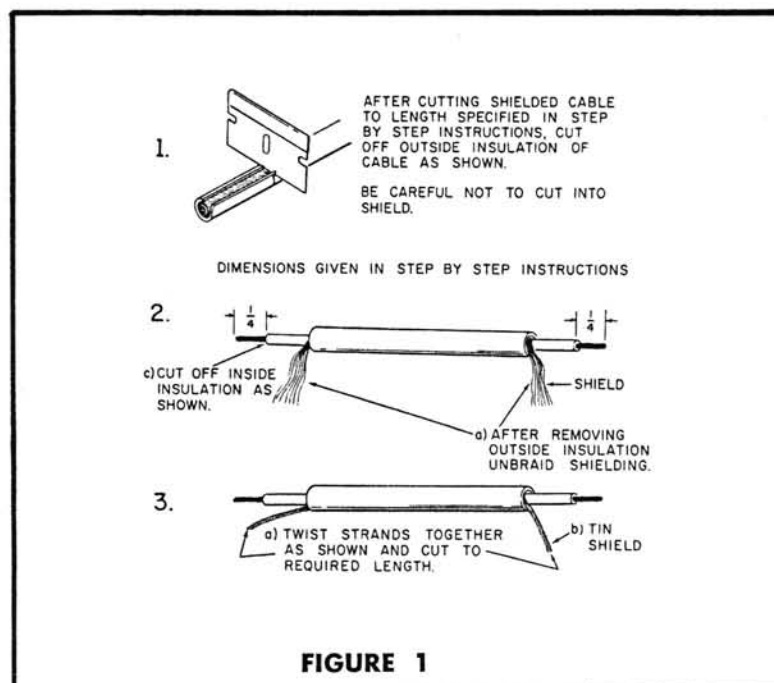 1.
AFTER CUTTING SHIELDED CABLE
TO LENGTH SPECIFIED IN STEP
BY STEP INSTRUCTIONS, CUT
OFF OUTSIDE INSULATION OF
CABLE AS SHOWN.
BE CAREFUL NOT TO CUT INTO
SHIELD.
DIMENSIONS GIVEN IN STEP BY STEP INSTRUCTIONS
2.
1/4
1/4
c) CUT OFF INSIDE
INSULATION AS
SHOWN.
SHIELD
a) AFTER REMOVING
OUTSIDE INSULATION
UNBRAID SHIELDING.
3.
a) TWIST STRANDS TOGETHER
AS SHOWN AND CUT TO
REQUIRED LENGTH.
b) TIN
SHIELD
FIGURE 1